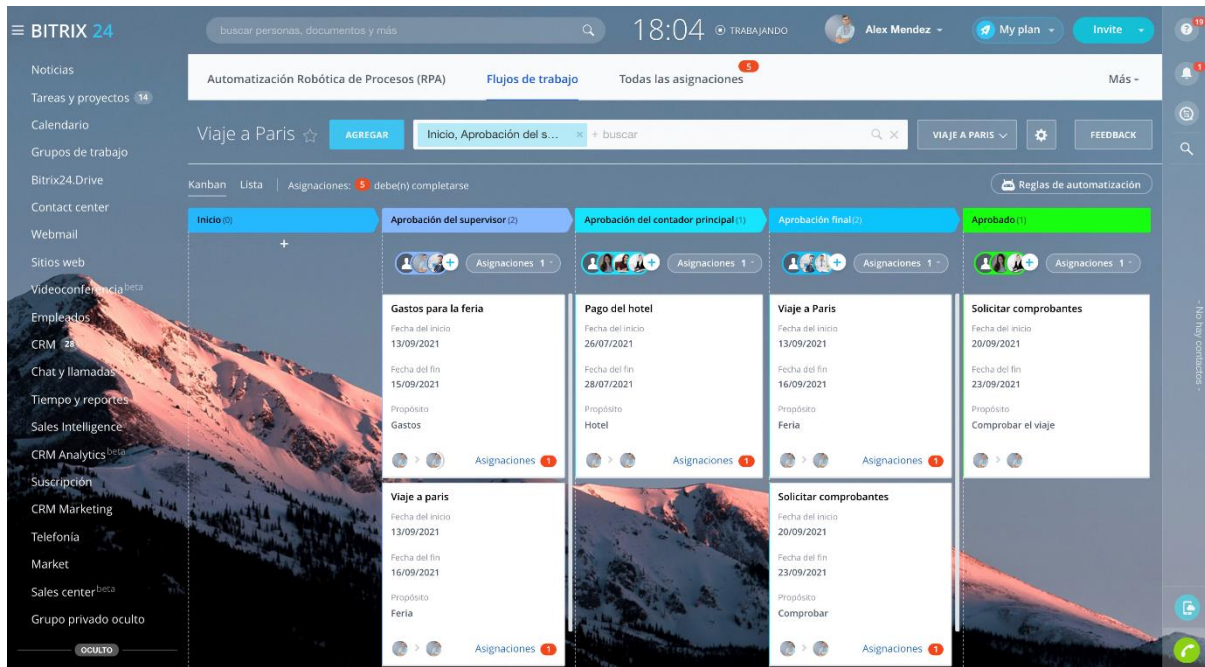 BITRIX 24
buscar personas, documentos y más
18:04 TRABAJANDO
Alex Mendez
My plan
Invite
19
1
Noticias
Tareas y proyectos 14
Calendario
Grupos de trabajo
Bitrix24.Drive
Contact center
Webmail
Sitios web
Videoconferencia beta
Empleados
CRM 28
Chat y llamadas
Tiempo y reportes
Sales Intelligence
CRM Analytics beta
Suscripción
CRM Marketing
Telefonía
Market
Sales center beta
Grupo privado oculto
OCULTO
Automatización Robótica de Procesos (RPA)
Flujos de trabajo
Todas las asignaciones 5
Más
Viaje a Paris
AGREGAR
Inicio, Aprobación del s... × + buscar
VIAJE A PARIS
FEEDBACK
Kanban Lista Asignaciones: 5 debe(n) completarse
Reglas de automatización
Inicio (0)
+
Aprobación del supervisor (2)
Asignaciones 1
Gastos para la feria
Fecha del inicio
13/09/2021
Fecha del fin
15/09/2021
Propósito
Gastos
Asignaciones 1
Viaje a paris
Fecha del inicio
13/09/2021
Fecha del fin
16/09/2021
Propósito
Feria
Asignaciones 1
Aprobación del contador principal (1)
Asignaciones 1
Pago del hotel
Fecha del inicio
26/07/2021
Fecha del fin
28/07/2021
Propósito
Hotel
Asignaciones 1
Aprobación final (2)
Asignaciones 1
Viaje a Paris
Fecha del inicio
13/09/2021
Fecha del fin
16/09/2021
Propósito
Feria
Asignaciones 1
Solicitar comprobantes
Fecha del inicio
20/09/2021
Fecha del fin
23/09/2021
Propósito
Comprobar
Asignaciones 1
Aprobado (1)
Asignaciones 1
Solicitar comprobantes
Fecha del inicio
20/09/2021
Fecha del fin
23/09/2021
Propósito
Comprobar el viaje
- No hay contactos -